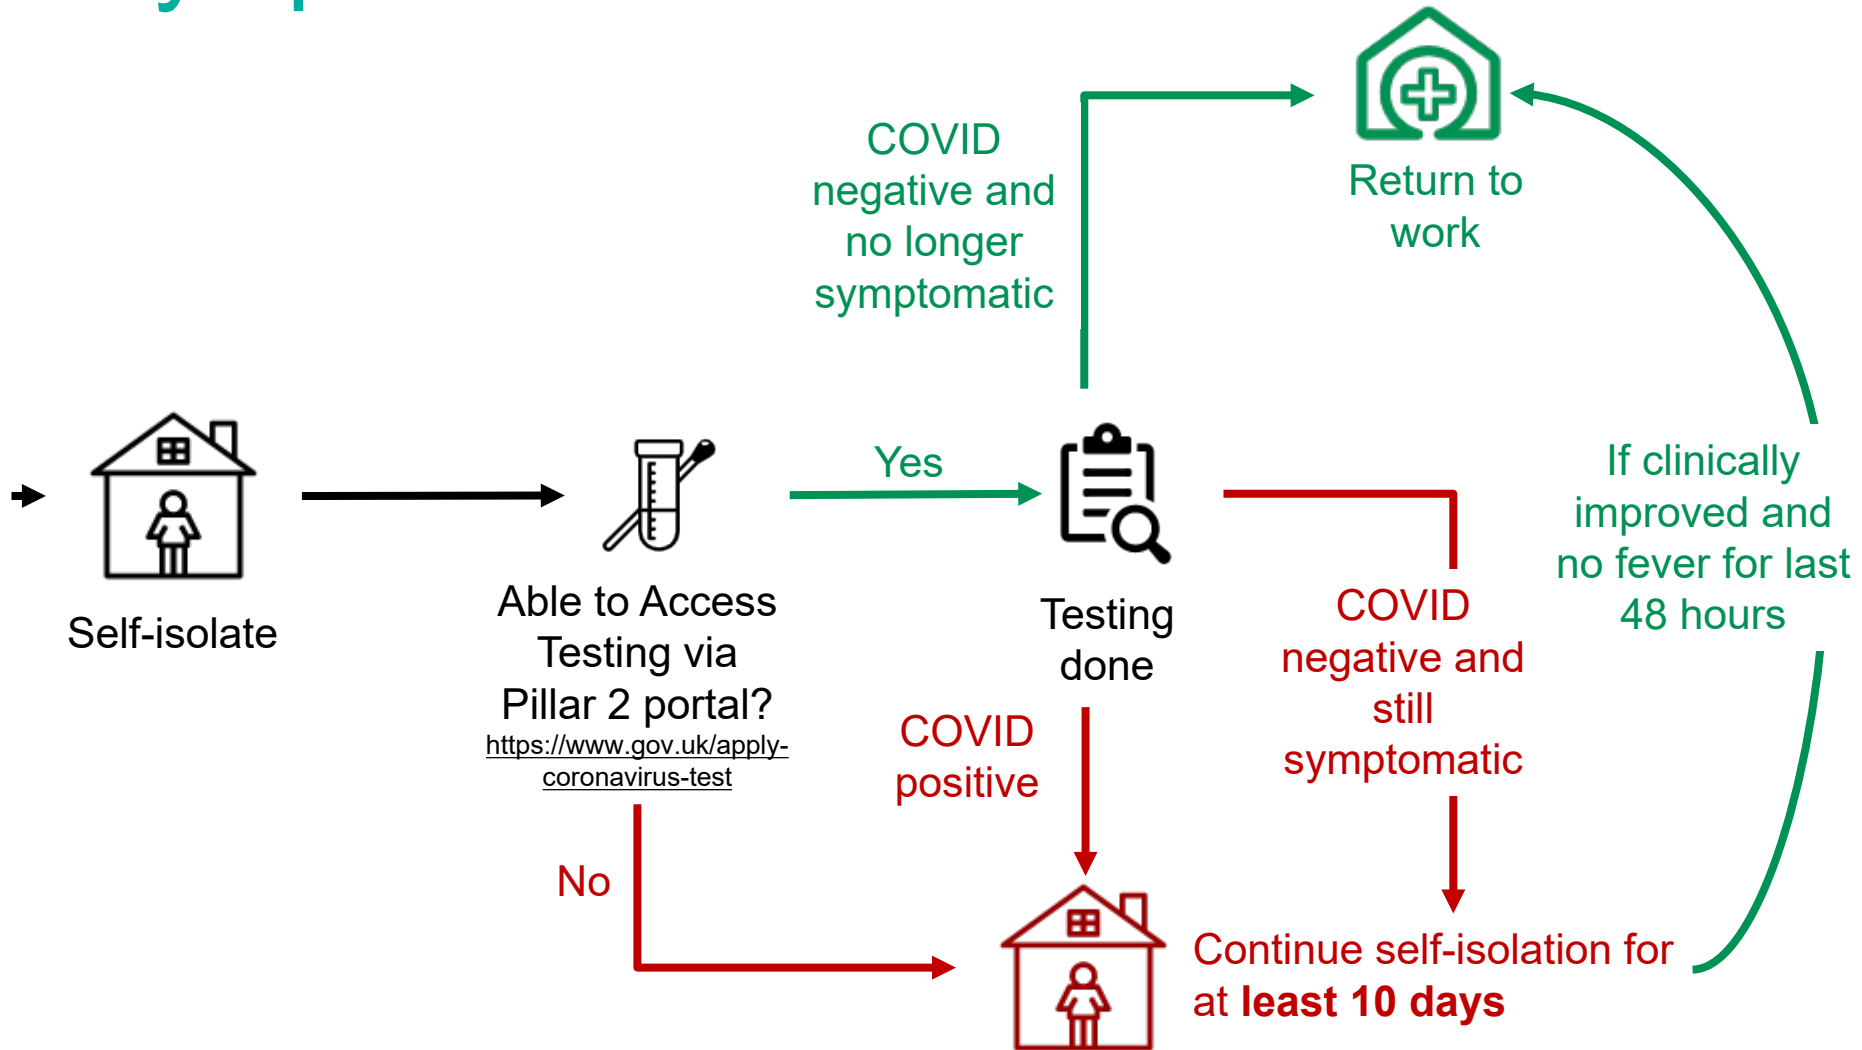 COVID
negative and
no longer
symptomatic
Return to
work
Self-isolate
Able to Access
Testing via
Pillar 2 portal?
https://www.gov.uk/apply-
coronavirus-test
Yes
No
Testing
done
COVID
positive
COVID
negative and
still
symptomatic
If clinically
improved and
no fever for last
48 hours
Continue self-isolation for
at least 10 days